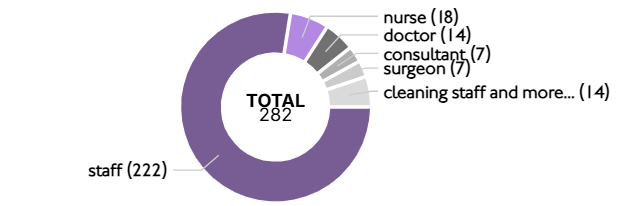 nurse (18)
doctor (14)
consultant (7)
surgeon (7)
cleaning staff and more... (14)
TOTAL
282
staff (222)